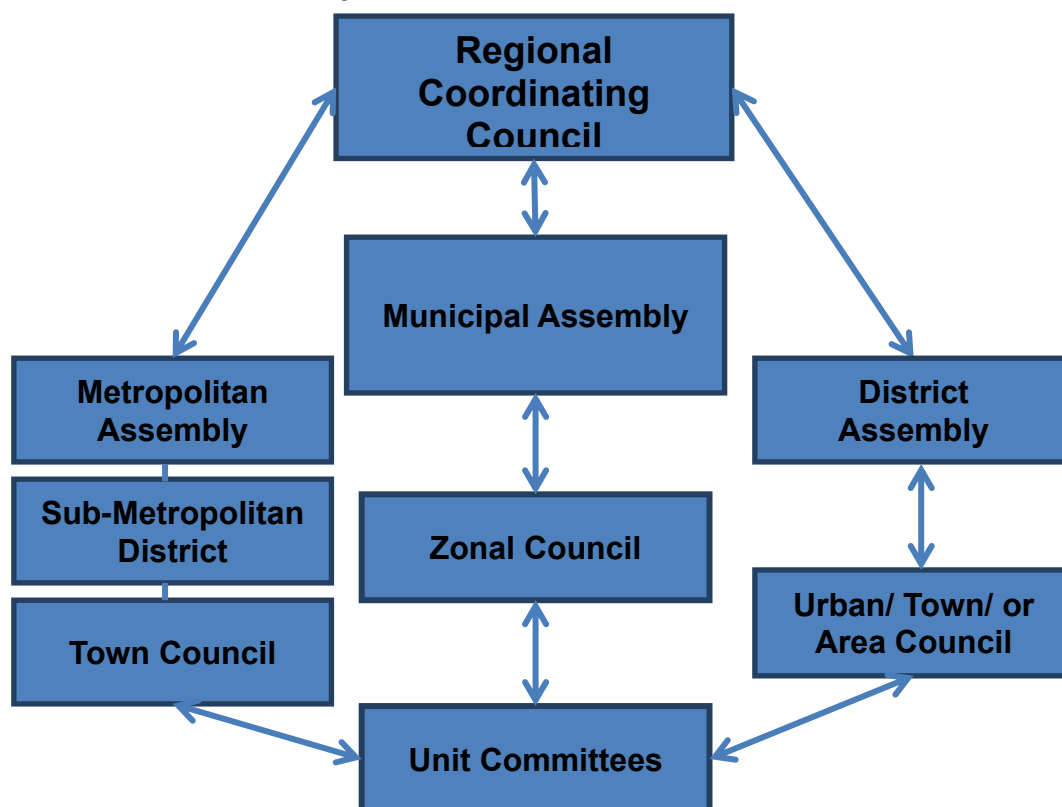 Regional
Coordinating
Council
Municipal Assembly
Metropolitan
Assembly
District
Assembly
Sub-Metropolitan
District
Zonal Council
Urban/ Town/ or
Area Council
Town Council
Unit Committees